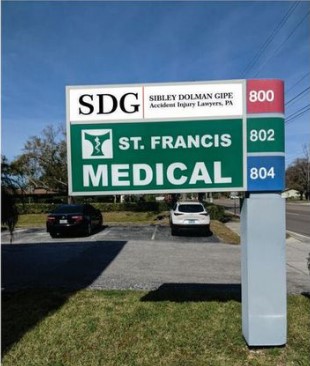 SDG
SIBLEY DOLMAN GIPE
Accident Injury Lawyers, PA
800
ST. FRANCIS
MEDICAL
802
804